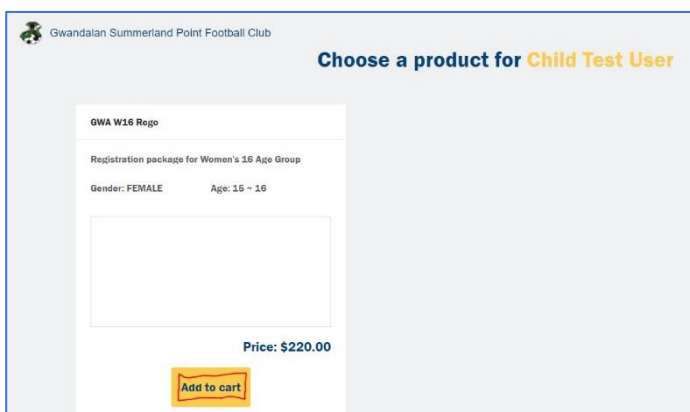 Gwandalan Summerland Point Football Club
Choose a product for Child Test User
GWA W16 Rego
Registration package for Women's 16 Age Group
Gender: FEMALE Age: 15 ~ 16
Price: $220.00
Add to cart